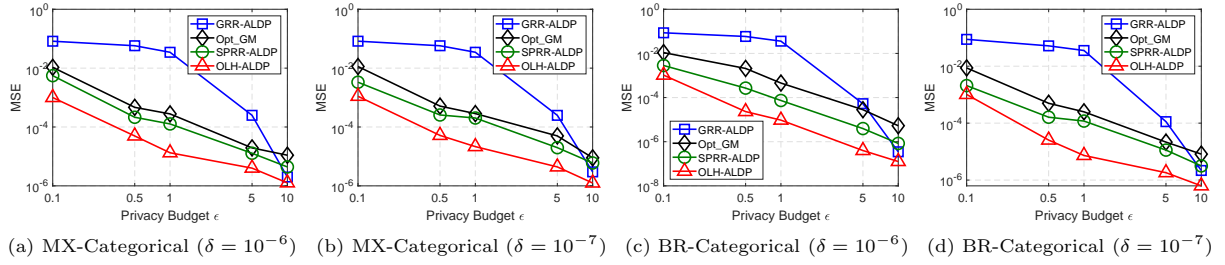 10^0
10^-2
10^-4
10^-6
MSE
0.1 0.5 1 5 10
Privacy Budget ϵ
GRR-ALDP
Opt_GM
SPRR-ALDP
OLH-ALDP
(a) MX-Categorical (δ = 10^-6)
10^0
10^-2
10^-4
10^-6
MSE
0.1 0.5 1 5 10
Privacy Budget ϵ
GRR-ALDP
Opt_GM
SPRR-ALDP
OLH-ALDP
(b) MX-Categorical (δ = 10^-7)
10^0
10^-2
10^-4
10^-6
10^-8
MSE
0.1 0.5 1 5 10
Privacy Budget ϵ
GRR-ALDP
Opt_GM
SPRR-ALDP
OLH-ALDP
(c) BR-Categorical (δ = 10^-6)
10^0
10^-2
10^-4
10^-6
MSE
0.1 0.5 1 5 10
Privacy Budget ϵ
GRR-ALDP
Opt_GM
SPRR-ALDP
OLH-ALDP
(d) BR-Categorical (δ = 10^-7)